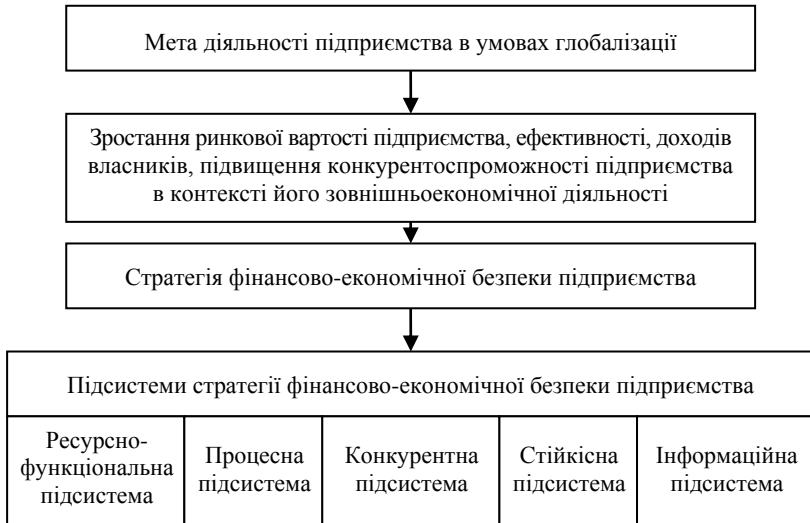 Мета діяльності підприємства в умовах глобалізації
Зростання ринкової вартості підприємства, ефективності, доходів
власників, підвищення конкурентоспроможності підприємства
в контексті його зовнішньоекономічної діяльності
Стратегія фінансово-економічної безпеки підприємства
Підсистеми стратегії фінансово-економічної безпеки підприємства
Ресурсно-
функціональна
підсистема
Процесна
підсистема
Конкурентна
підсистема
Стійкісна
підсистема
Інформаційна
підсистема